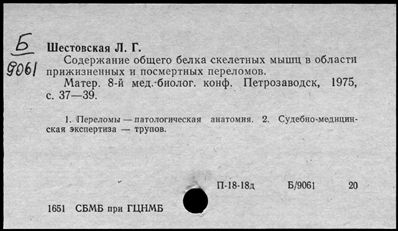 Б
9061
Шестовская Л. Г.
Содержание общего белка скелетных мышц в области
прижизненных и посмертных переломов.
Матер. 8-й мед.-биолог. конф. Петрозаводск, 1975,
с. 37—39.
1. Переломы — патологическая анатомия. 2. Судебно-медицин-
ская экспертиза — трупов.
П-18-18д Б/9061 20
1651 СБМБ при ГЦНМБ